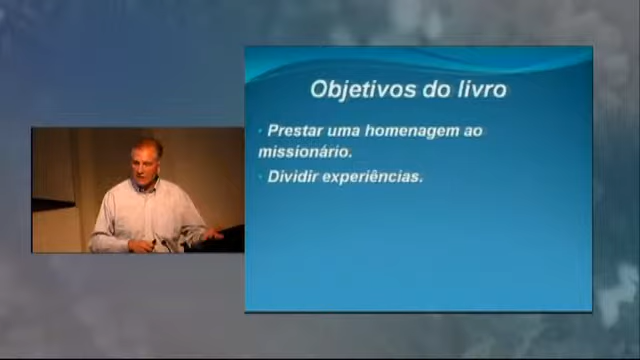 Objetivos do livro
Prestar uma homenagem ao
missionário.
Dividir experiências.